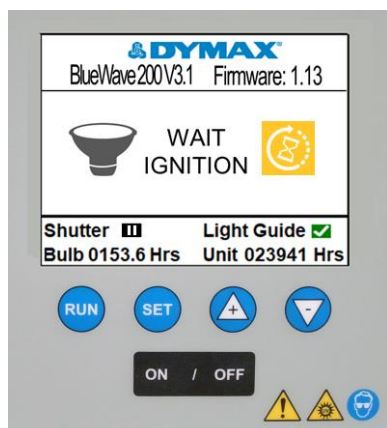 DYMAX
BlueWave 200 V3.1 Firmware: 1.13
WAIT
IGNITION
Shutter Light Guide
Bulb 0153.6 Hrs Unit 023941 Hrs
RUN SET + -
ON / OFF